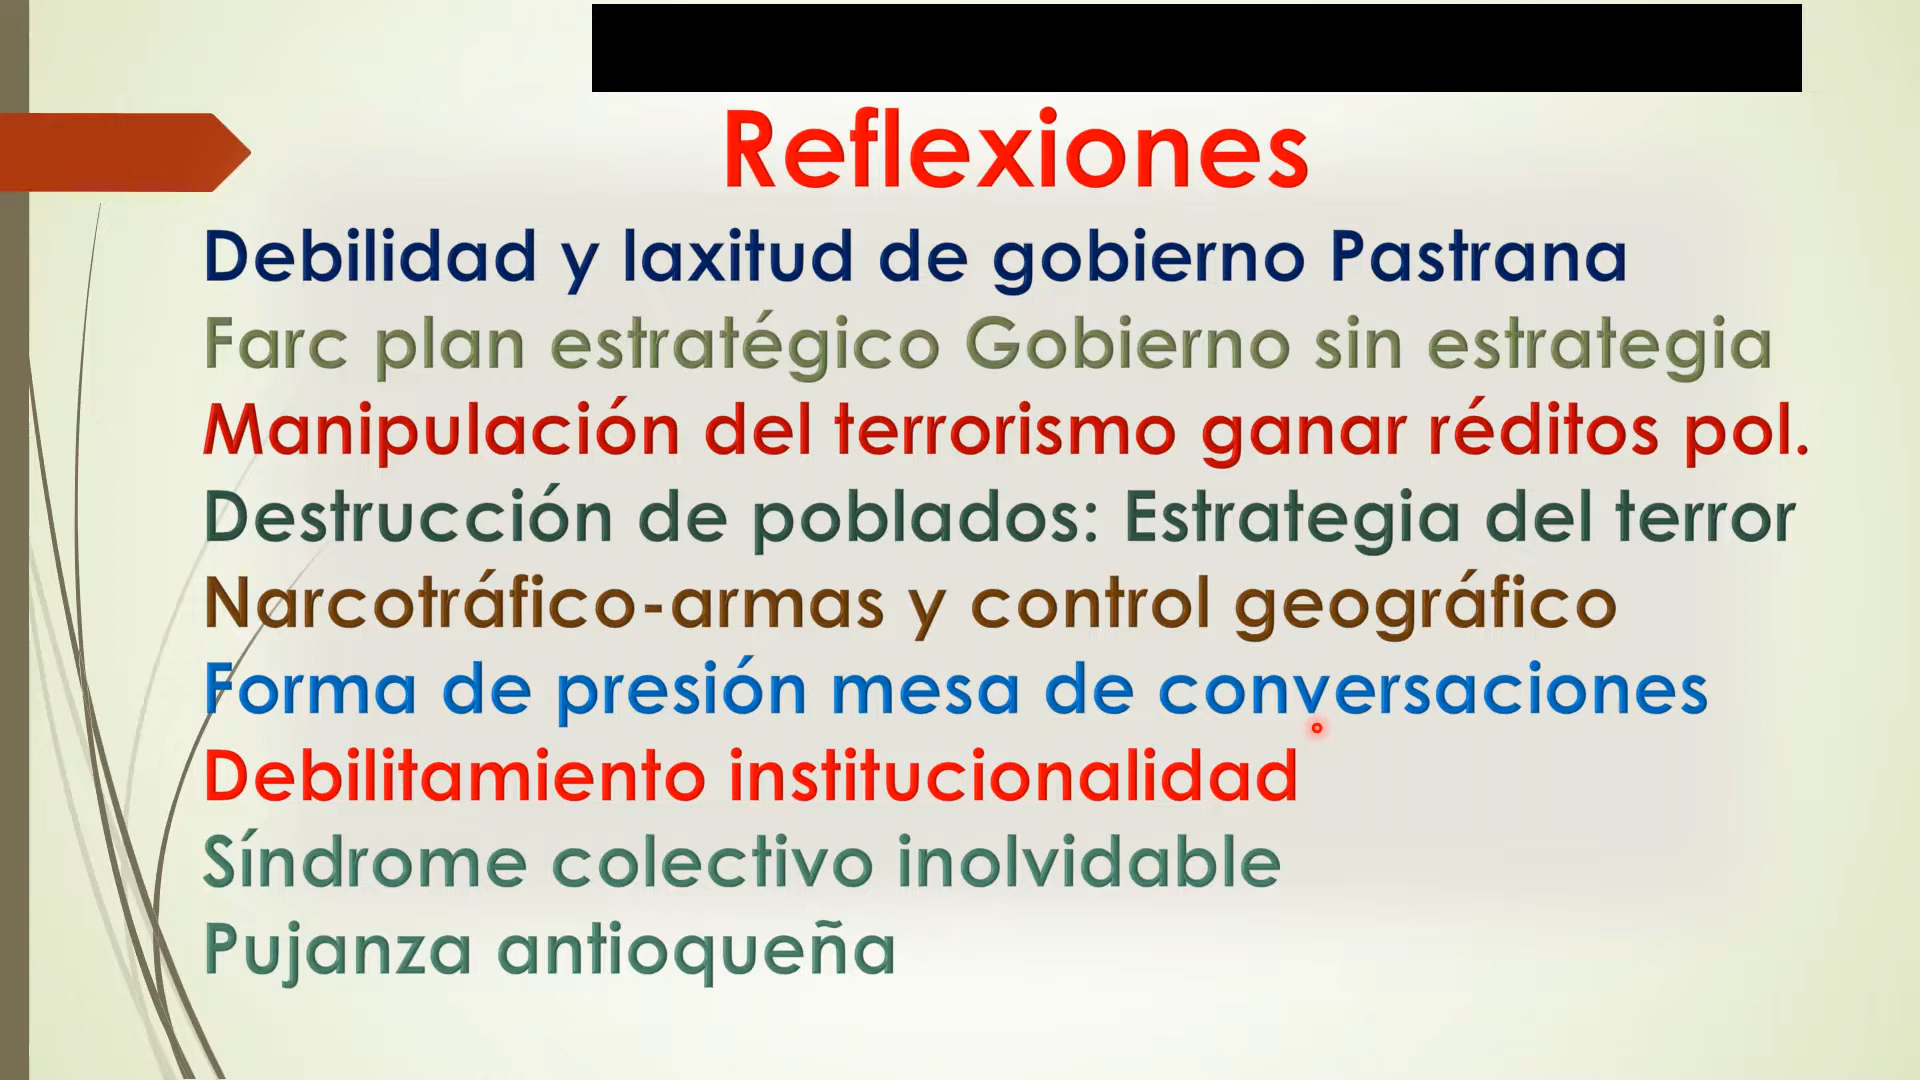 Reflexiones
Debilidad y laxitud de gobierno Pastrana
Farc plan estratégico Gobierno sin estrategia
Manipulación del terrorismo ganar réditos pol.
Destrucción de poblados: Estrategia del terror
Narcotráfico-armas y control geográfico
Forma de presión mesa de conversaciones
Debilitamiento institucionalidad
Síndrome colectivo inolvidable
Pujanza antioqueña